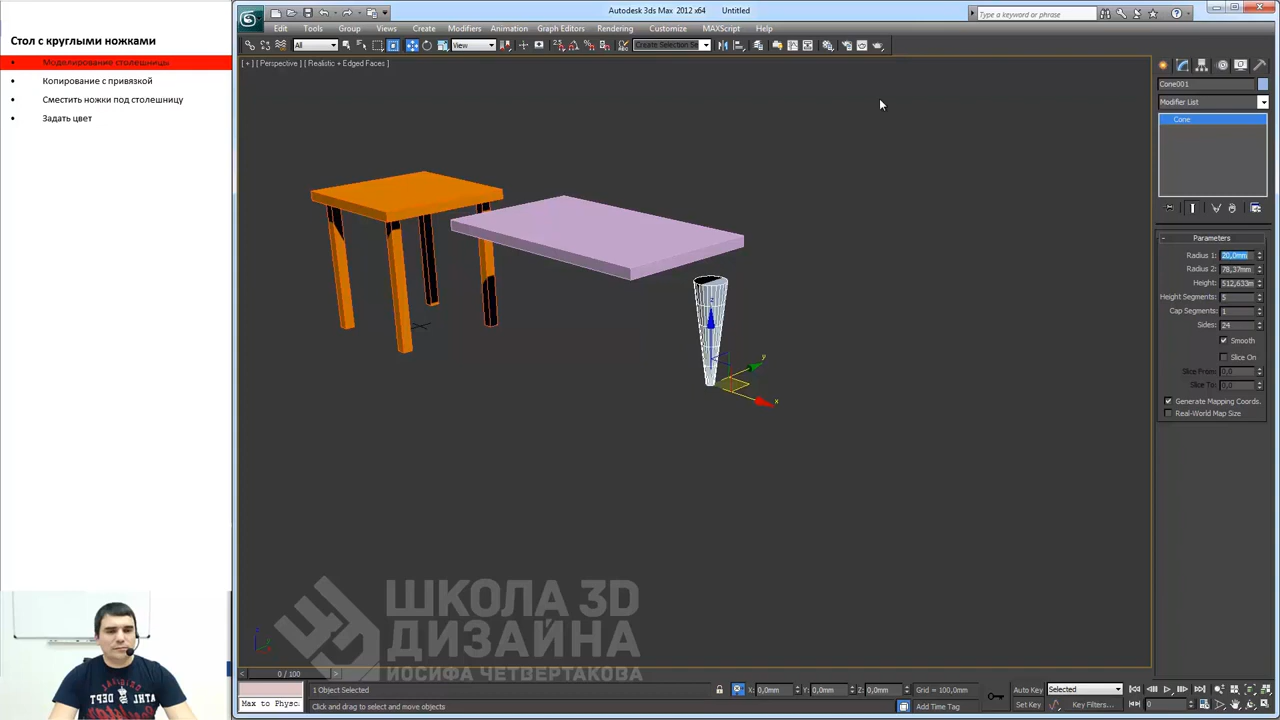 Autodesk 3ds Max 2012 x64 Untitled
Type a keyword or phrase
Edit Tools Group Views Create Modifiers Animation Graph Editors Rendering Customize MAXScript Help
All View Create Selection Se
[ + ] [ Perspective ] [ Realistic + Edged Faces ]
Стол с круглыми ножками
• Моделирование столешницы
• Копирование с привязкой
• Сместить ножки под столешницу
• Задать цвет
Cone001
Modifier List
Cone
- Parameters
Radius 1: 20,0mm
Radius 2: 78,37mm
Height: 512,633m
Height Segments: 5
Cap Segments: 1
Sides: 24
Smooth
Slice On
Slice From: 0,0
Slice To: 0,0
Generate Mapping Coords.
Real-World Map Size
z
y
x
ШКОЛА 3D
ДИЗАЙНА
ИОСИФА ЧЕТВЕРТАКОВА
0 / 100
1 Object Selected X: 0,0mm Y: 0,0mm Z: 0,0mm Grid = 100,0mm Auto Key Selected
Max to Physc. Click and drag to select and move objects Add Time Tag Set Key Key Filters... 0